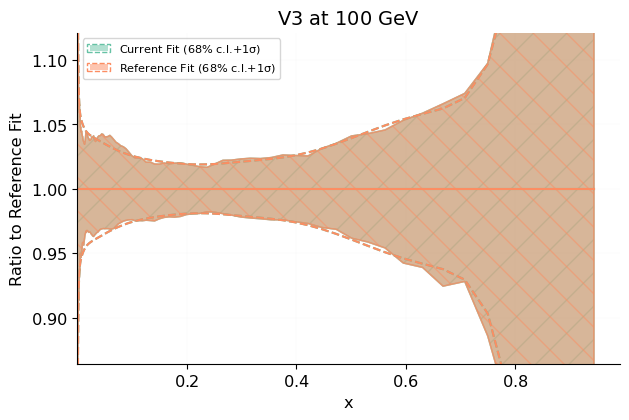 V3 at 100 GeV
Current Fit (68% c.l.+1σ)
Reference Fit (68% c.l.+1σ)
Ratio to Reference Fit
1.10
1.05
1.00
0.95
0.90
0.2 0.4 0.6 0.8
x